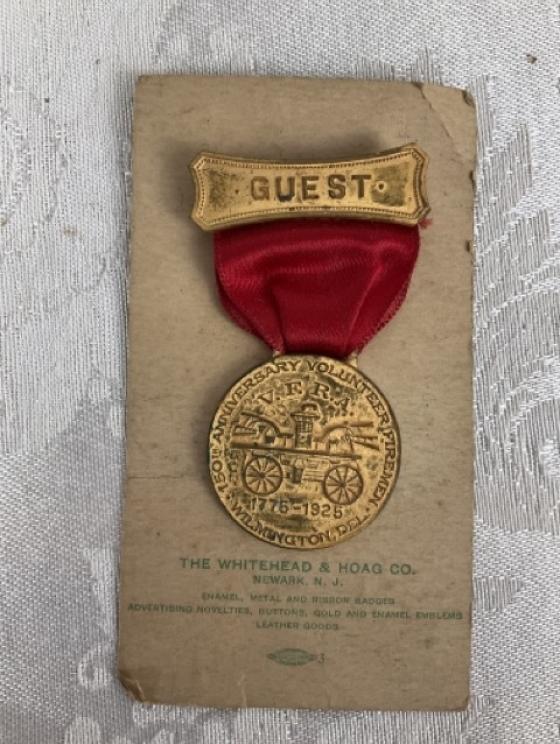 · GUEST ·
150TH ANNIVERSARY VOLUNTEER FIREMEN.
V.F.R.A.
1775-1925
WILMINGTON, DEL.
THE WHITEHEAD & HOAG CO.
NEWARK, N. J.
ENAMEL, METAL AND RIBBON BADGES
ADVERTISING NOVELTIES, BUTTONS, GOLD AND ENAMEL EMBLEMS
LEATHER GOODS
3